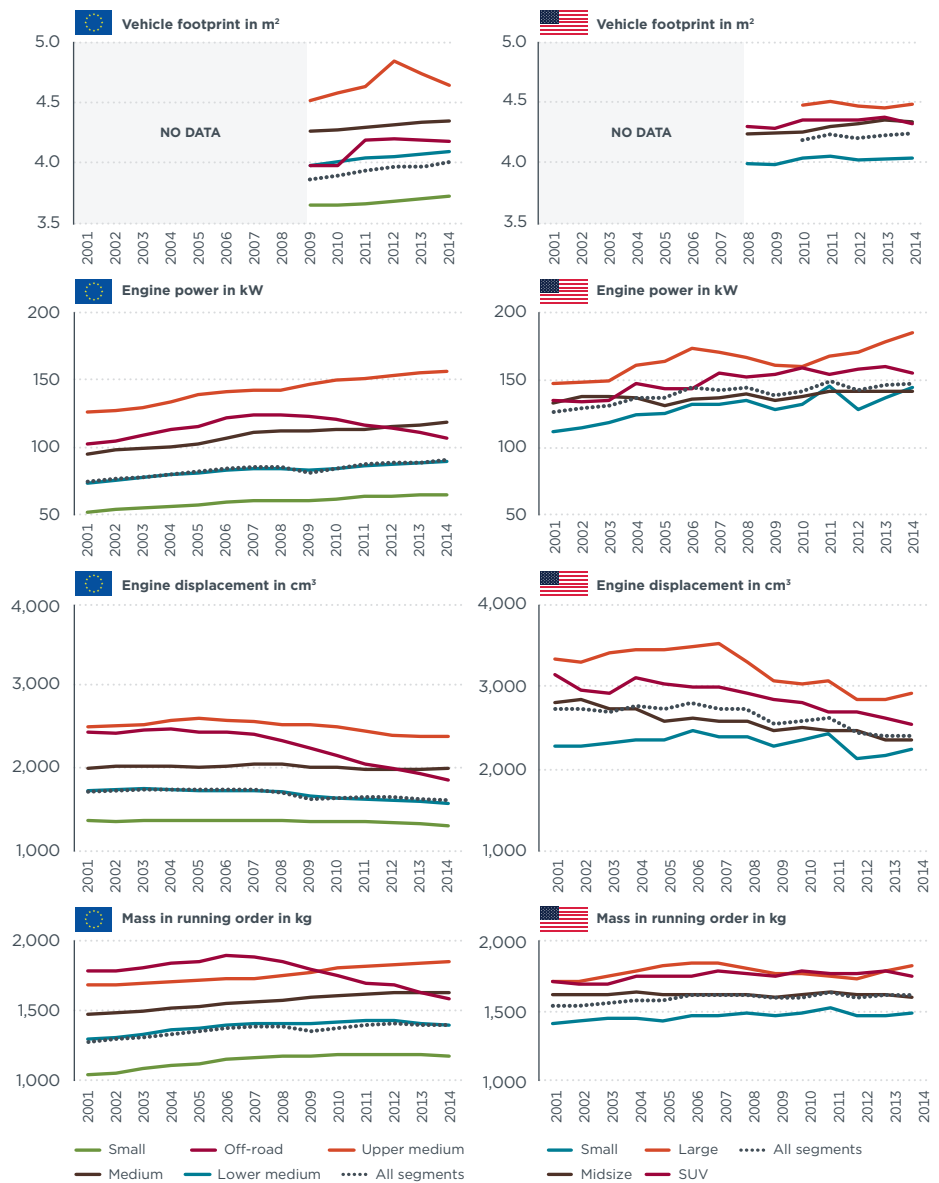 Vehicle footprint in m²
5.0
4.5
4.0
3.5
NO DATA
2001 2002 2003 2004 2005 2006 2007 2008 2009 2010 2011 2012 2013 2014
Vehicle footprint in m²
5.0
4.5
4.0
3.5
NO DATA
2001 2002 2003 2004 2005 2006 2007 2008 2009 2010 2011 2012 2013 2014
Engine power in kW
200
150
100
50
2001 2002 2003 2004 2005 2006 2007 2008 2009 2010 2011 2012 2013 2014
Engine power in kW
200
150
100
50
2001 2002 2003 2004 2005 2006 2007 2008 2009 2010 2011 2012 2013 2014
Engine displacement in cm³
4,000
3,000
2,000
1,000
2001 2002 2003 2004 2005 2006 2007 2008 2009 2010 2011 2012 2013 2014
Engine displacement in cm³
4,000
3,000
2,000
1,000
2001 2002 2003 2004 2005 2006 2007 2008 2009 2010 2011 2012 2013 2014
Mass in running order in kg
2,000
1,500
1,000
2001 2002 2003 2004 2005 2006 2007 2008 2009 2010 2011 2012 2013 2014
Mass in running order in kg
2,000
1,500
1,000
2001 2002 2003 2004 2005 2006 2007 2008 2009 2010 2011 2012 2013 2014
Small Off-road Upper medium
Medium Lower medium All segments
Small Large All segments
Midsize SUV